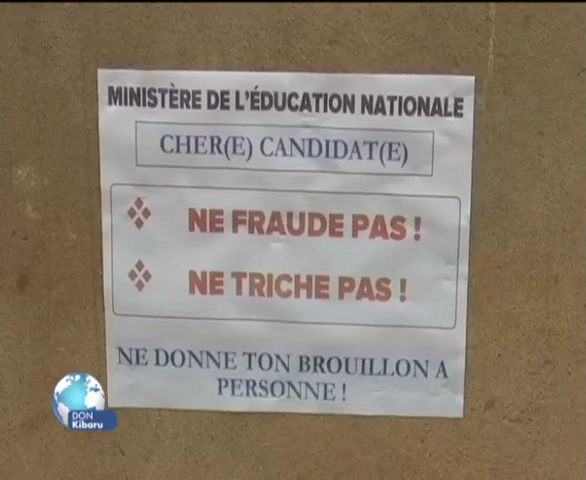 MINISTÈRE DE L'ÉDUCATION NATIONALE
CHER(E) CANDIDAT(E)
NE FRAUDE PAS !
NE TRICHE PAS !
NE DONNE TON BROUILLON A
PERSONNE !
DON
Kibaru